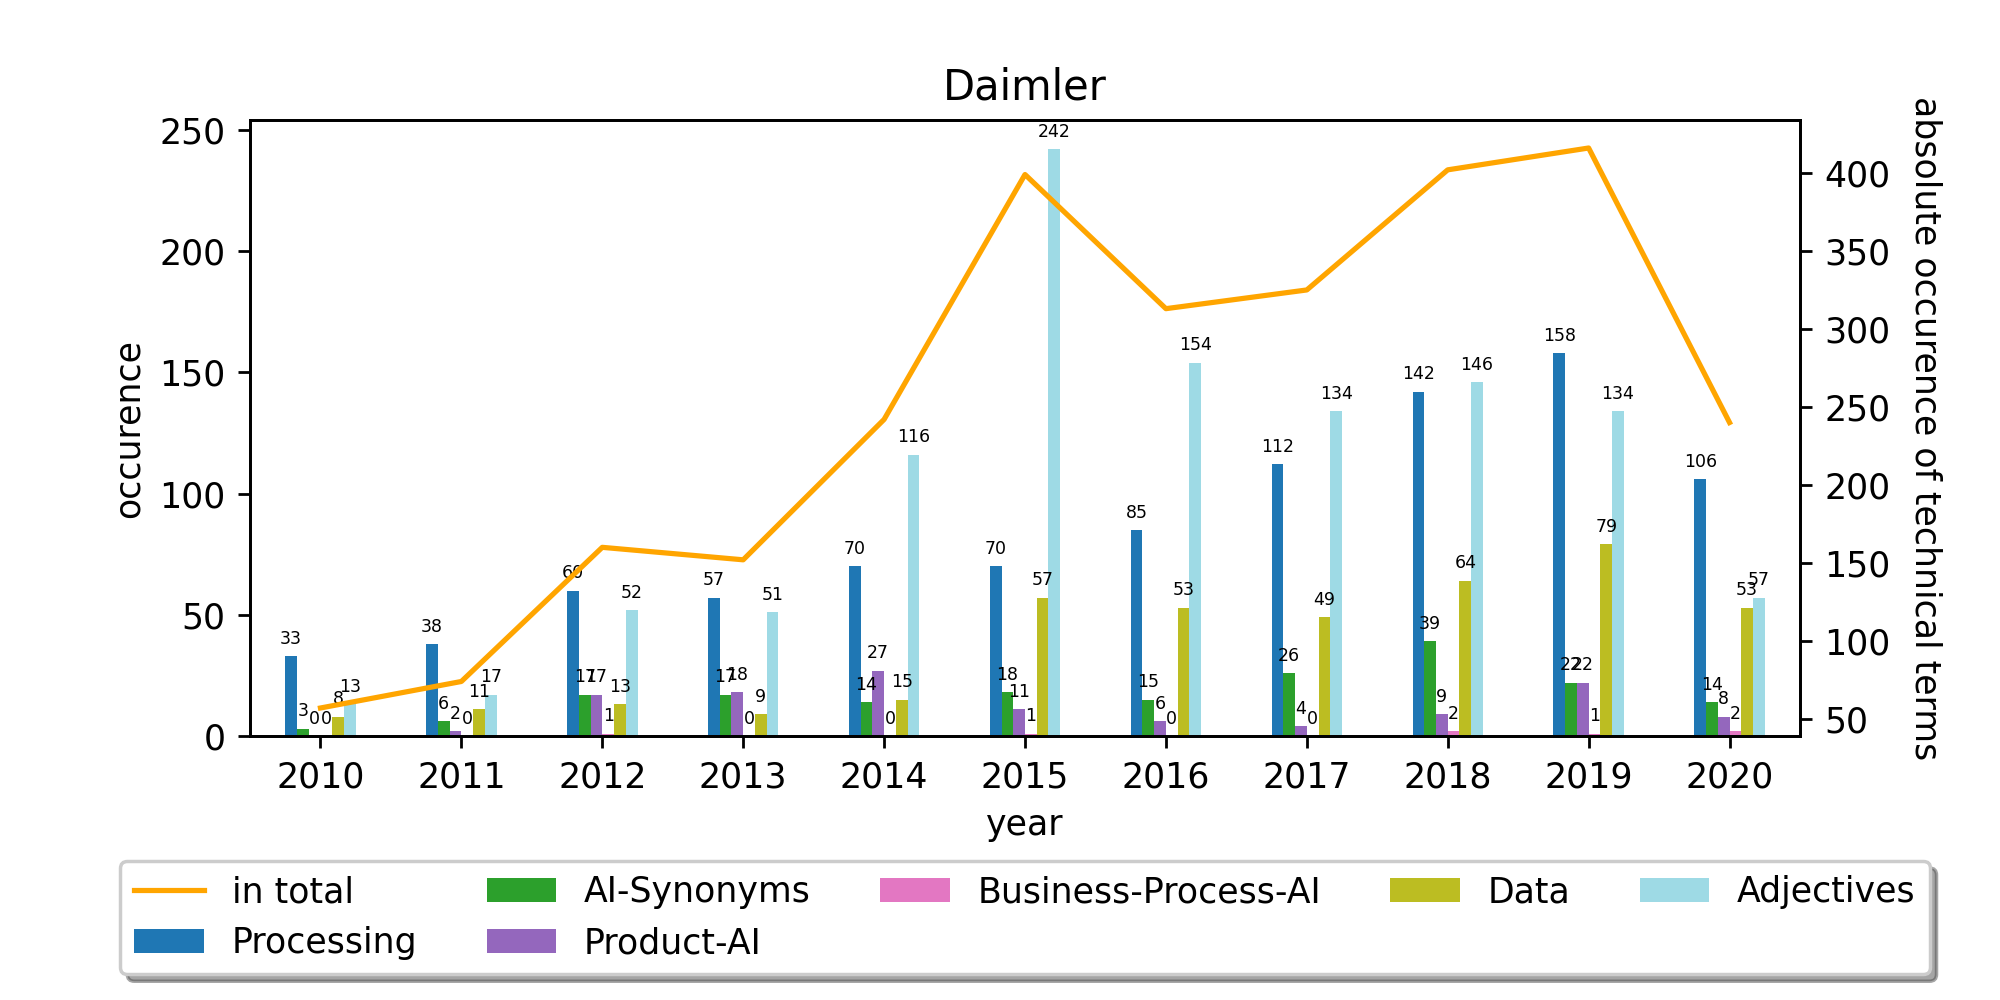 Daimler
250
200
150
100
50
0
occurrence
400
350
300
250
200
150
100
50
absolute occurence of technical terms
33 3 0 0 8 13
38 6 2 0 11 17
60 17 17 1 13 52
57 17 18 0 9 51
70 14 27 0 15 116
70 18 11 1 57 242
85 15 6 0 53 154
112 26 4 0 49 134
142 39 9 2 64 146
158 22 22 1 79 134
106 14 8 2 53 57
2010 2011 2012 2013 2014 2015 2016 2017 2018 2019 2020
year
in total AI-Synonyms Business-Process-AI Data Adjectives
Processing Product-AI